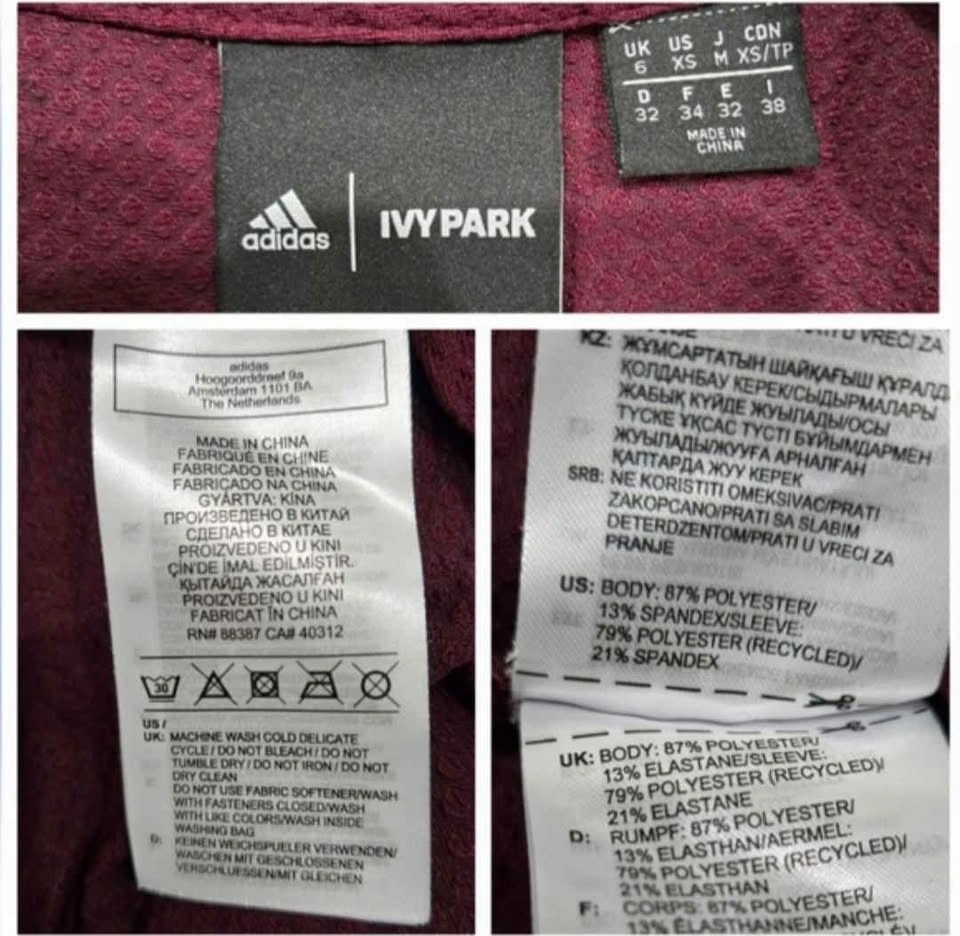 adidas | IVY PARK
UK US J CDN
6 XS M XS/TP
D F E I
32 34 32 38
MADE IN
CHINA
adidas
Hoogoorddreef 9a
Amsterdam 1101 BA
The Netherlands
MADE IN CHINA
FABRIQUÉ EN CHINE
FABRICADO EN CHINA
FABRICADO NA CHINA
GYÁRTVA: KÍNA
ПРОИЗВЕДЕНО В КИТАЙ
СДЕЛАНО В КИТАЕ
PROIZVEDENO U KINI
ÇİN'DE İMAL EDİLMİŞTİR.
ҚЫТАЙДА ЖАСАЛҒАН
PROIZVEDENO U KINI
FABRICAT ÎN CHINA
RN# 88387 CA# 40312
30
US /
UK: MACHINE WASH COLD DELICATE
CYCLE / DO NOT BLEACH / DO NOT
TUMBLE DRY / DO NOT IRON / DO NOT
DRY CLEAN
DO NOT USE FABRIC SOFTENER/WASH
WITH FASTENERS CLOSED/WASH
WITH LIKE COLORS/WASH INSIDE
WASHING BAG
D: KEINEN WEICHSPUELER VERWENDEN/
WASCHEN MIT GESCHLOSSENEN
VERSCHLUESSEN/MIT GLEICHEN
U VRECI ZA
KZ: ЖҰМСАРТАТЫН ШАЙҚАҒЫШ ҚҰРАЛД
ҚОЛДАНБАУ КЕРЕК/СЫДЫРМАЛАРЫ
ЖАБЫҚ КҮЙДЕ ЖУЫЛАДЫ/ОСЫ
ТҮСКЕ ҰҚСАС ТҮСТІ БҰЙЫМДАРМЕН
ЖУЫЛАДЫ/ЖУУҒА АРНАЛҒАН
ҚАПТАРДА ЖУУ КЕРЕК
SRB: NE KORISTITI OMEKSIVAC/PRATI
ZAKOPCANO/PRATI SA SLABIM
DETERDZENTOM/PRATI U VRECI ZA
PRANJE
US: BODY: 87% POLYESTER/
13% SPANDEX/SLEEVE:
79% POLYESTER (RECYCLED)/
21% SPANDEX
UK: BODY: 87% POLYESTER/
13% ELASTANE/SLEEVE:
79% POLYESTER (RECYCLED)/
21% ELASTANE
D: RUMPF: 87% POLYESTER/
13% ELASTHAN/AERMEL:
79% POLYESTER (RECYCLED)/
21% ELASTHAN
F: CORPS: 87% POLYESTER/
13% ÉLASTHANNE/MANCHE: